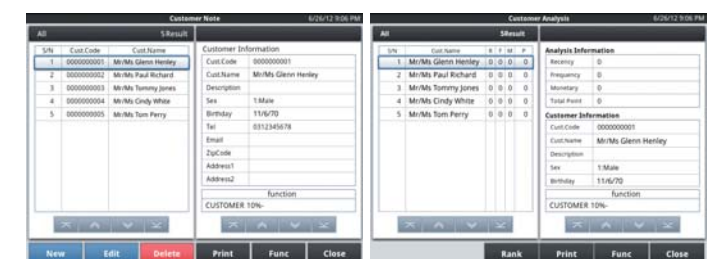 Customer Note 6/26/12 9:06 PM
All 5Result
S/N Cust.Code Cust.Name
1 0000000001 Mr/Ms Glenn Henley
2 0000000002 Mr/Ms Paul Richard
3 0000000003 Mr/Ms Tommy Jones
4 0000000004 Mr/Ms Cindy White
5 0000000005 Mr/Ms Tom Perry
Customer Information
Cust.Code 0000000001
Cust.Name Mr/Ms Glenn Henley
Description
Sex 1:Male
Birthday 11/6/70
Tel 0312345678
Email
ZipCode
Address1
Address2
function
CUSTOMER 10%-
New Edit Delete Print Func Close
Customer Analysis 6/26/12 9:06 PM
All 5Result
S/N Cust.Name R F M P
1 Mr/Ms Glenn Henley 0 0 0 0
2 Mr/Ms Paul Richard 0 0 0 0
3 Mr/Ms Tommy Jones 0 0 0 0
4 Mr/Ms Cindy White 0 0 0 0
5 Mr/Ms Tom Perry 0 0 0 0
Analysis Information
Recency 0
Frequency 0
Monetary 0
Total Point 0
Customer Information
Cust.Code 0000000001
Cust.Name Mr/Ms Glenn Henley
Description
Sex 1:Male
Birthday 11/6/70
function
CUSTOMER 10%-
Rank Print Func Close